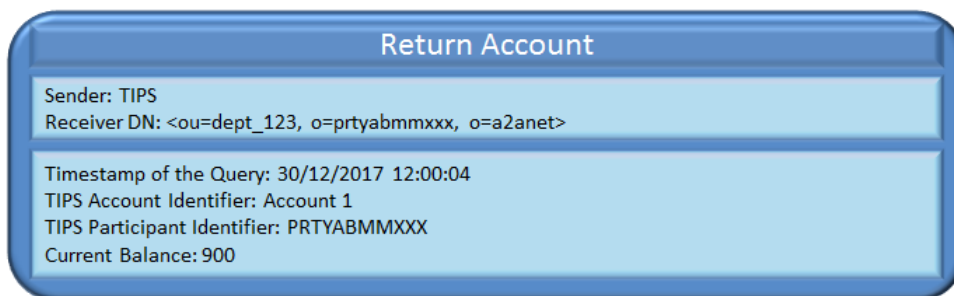 Return Account
Sender: TIPS
Receiver DN: <ou=dept_123, o=prtyabmmxxx, o=a2anet>
Timestamp of the Query: 30/12/2017 12:00:04
TIPS Account Identifier: Account 1
TIPS Participant Identifier: PRTYABMMXXX
Current Balance: 900